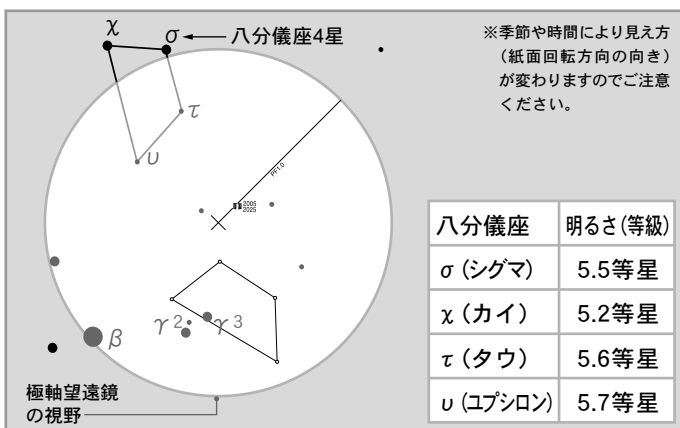 χ
σ
八分儀座4星
※季節や時間により見え方
（紙面回転方向の向き）
が変わりますのでご注意
ください。
τ
υ
PF1.0
2005
2025
β
γ2
γ3
極軸望遠鏡
の視野
八分儀座 明るさ(等級)
σ (シグマ) 5.5等星
χ (カイ) 5.2等星
τ (タウ) 5.6等星
υ (ユプシロン) 5.7等星